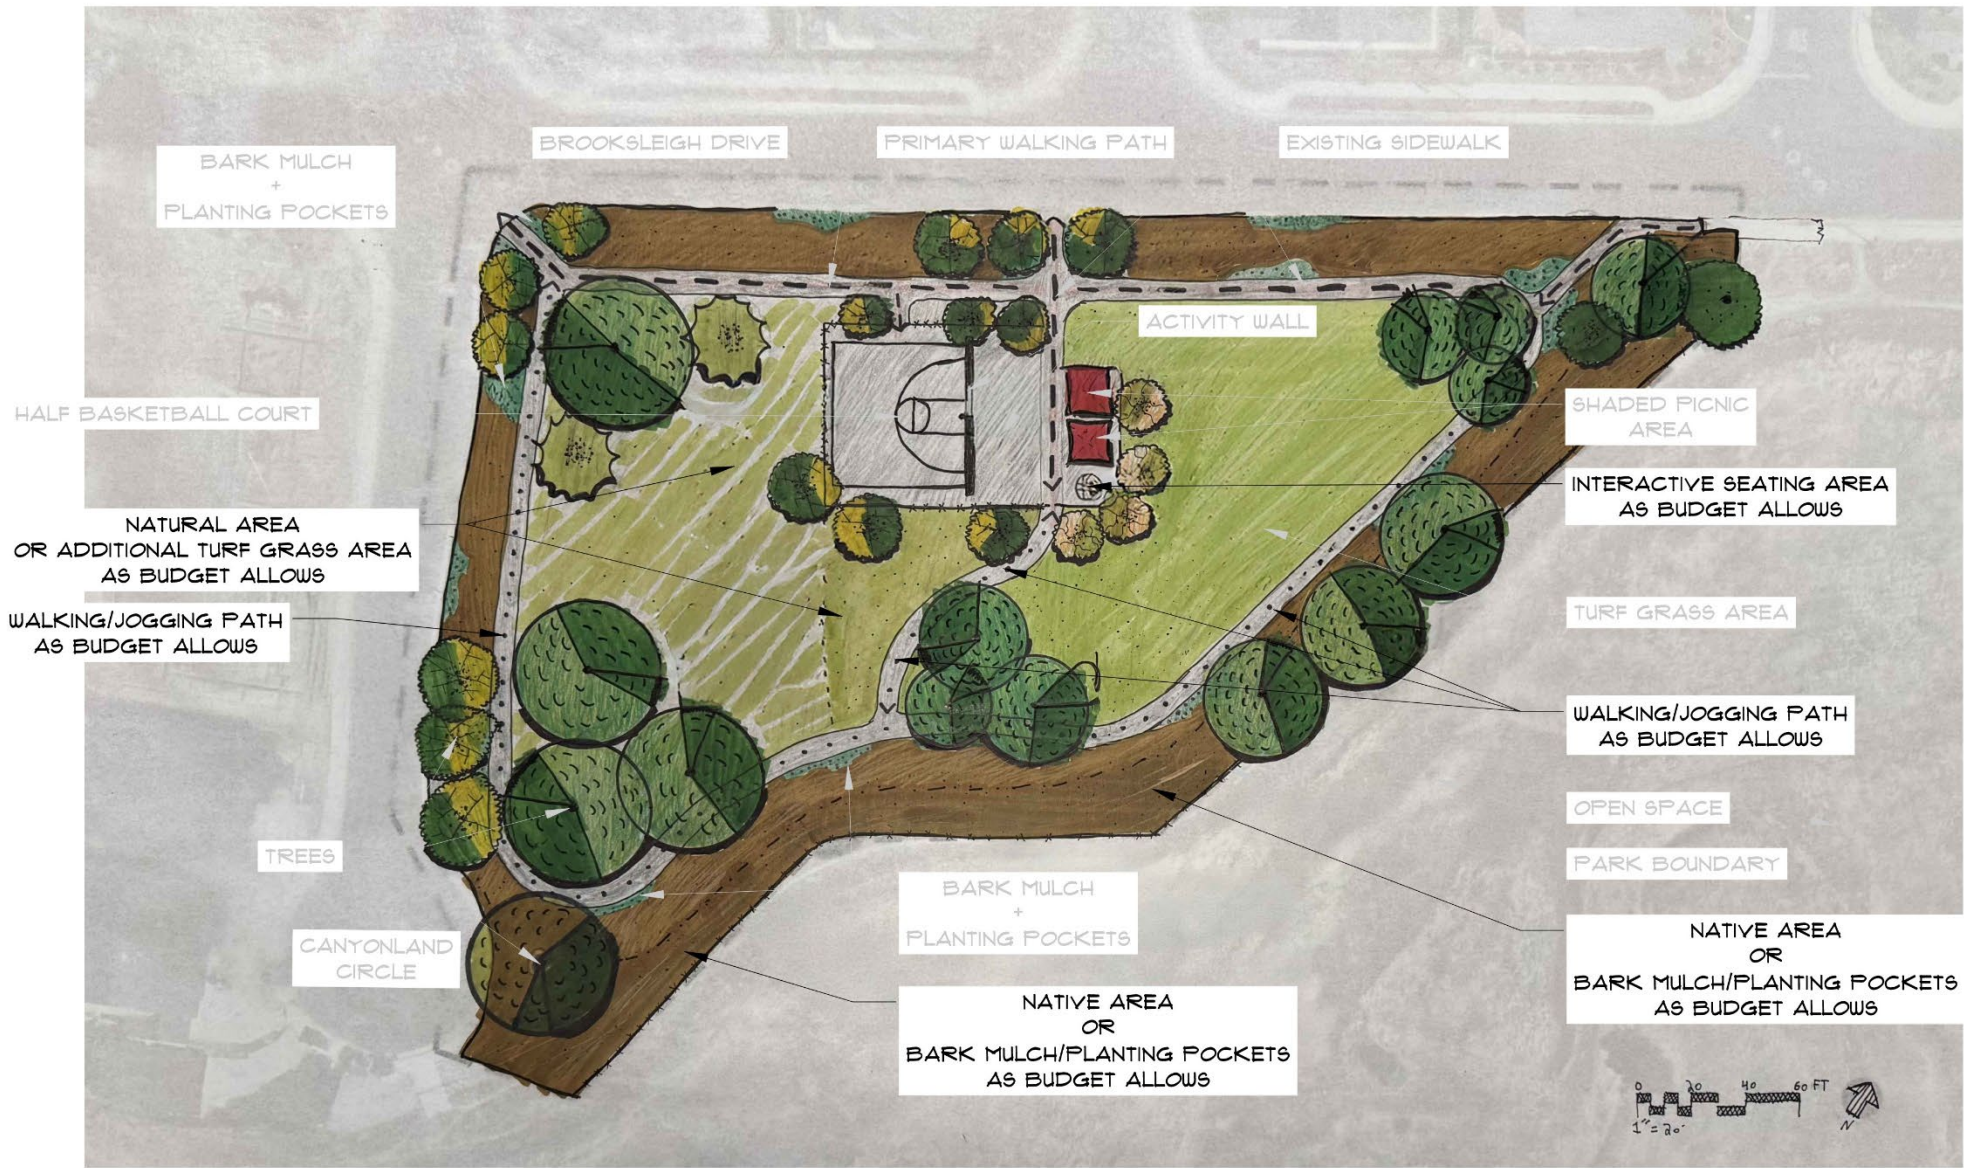 BROOKSLEIGH DRIVE
PRIMARY WALKING PATH
EXISTING SIDEWALK
BARK MULCH
+
PLANTING POCKETS
ACTIVITY WALL
HALF BASKETBALL COURT
SHADED PICNIC
AREA
INTERACTIVE SEATING AREA
AS BUDGET ALLOWS
NATURAL AREA
OR ADDITIONAL TURF GRASS AREA
AS BUDGET ALLOWS
WALKING/JOGGING PATH
AS BUDGET ALLOWS
TURF GRASS AREA
WALKING/JOGGING PATH
AS BUDGET ALLOWS
OPEN SPACE
TREES
PARK BOUNDARY
BARK MULCH
+
PLANTING POCKETS
CANYONLAND
CIRCLE
NATIVE AREA
OR
BARK MULCH/PLANTING POCKETS
AS BUDGET ALLOWS
NATIVE AREA
OR
BARK MULCH/PLANTING POCKETS
AS BUDGET ALLOWS
0 20 40 60 FT
1" = 20'
N